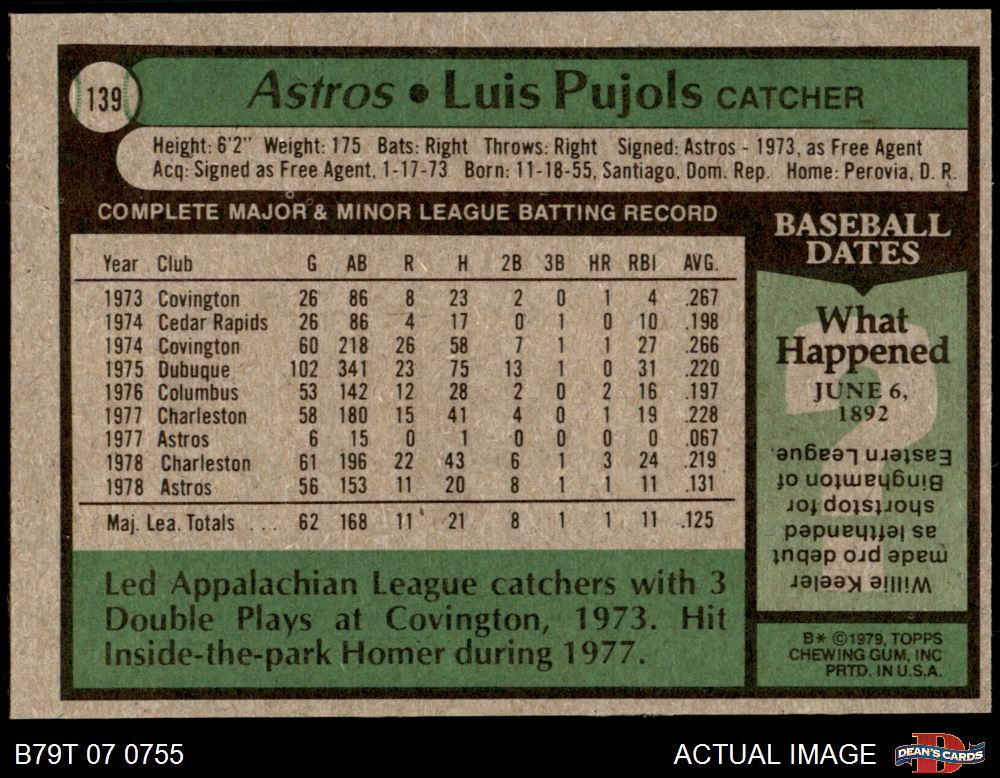 139
Astros • Luis Pujols CATCHER
Height: 6'2" Weight: 175 Bats: Right Throws: Right Signed: Astros - 1973, as Free Agent
Acq: Signed as Free Agent, 1-17-73 Born: 11-18-55, Santiago, Dom. Rep. Home: Perovia, D. R.
COMPLETE MAJOR & MINOR LEAGUE BATTING RECORD
Year Club G AB R H 2B 3B HR RBI AVG.
1973 Covington 26 86 8 23 2 0 1 4 .267
1974 Cedar Rapids 26 86 4 17 0 1 0 10 .198
1974 Covington 60 218 26 58 7 1 1 27 .266
1975 Dubuque 102 341 23 75 13 1 0 31 .220
1976 Columbus 53 142 12 28 2 0 2 16 .197
1977 Charleston 58 180 15 41 4 0 1 19 .228
1977 Astros 6 15 0 1 0 0 0 0 .067
1978 Charleston 61 196 22 43 6 1 3 24 .219
1978 Astros 56 153 11 20 8 1 1 11 .131
Maj. Lea. Totals ... 62 168 11 21 8 1 1 11 .125
Led Appalachian League catchers with 3
Double Plays at Covington, 1973. Hit
Inside-the-park Homer during 1977.
BASEBALL
DATES
What
Happened
JUNE 6,
1892
?
Willie Keeler
made pro debut
as lefthanded
shortstop for
Binghamton of
Eastern League.
B* ©1979, TOPPS
CHEWING GUM, INC
PRTD. IN U.S.A.
B79T 07 0755
ACTUAL IMAGE
DEAN'S CARDS